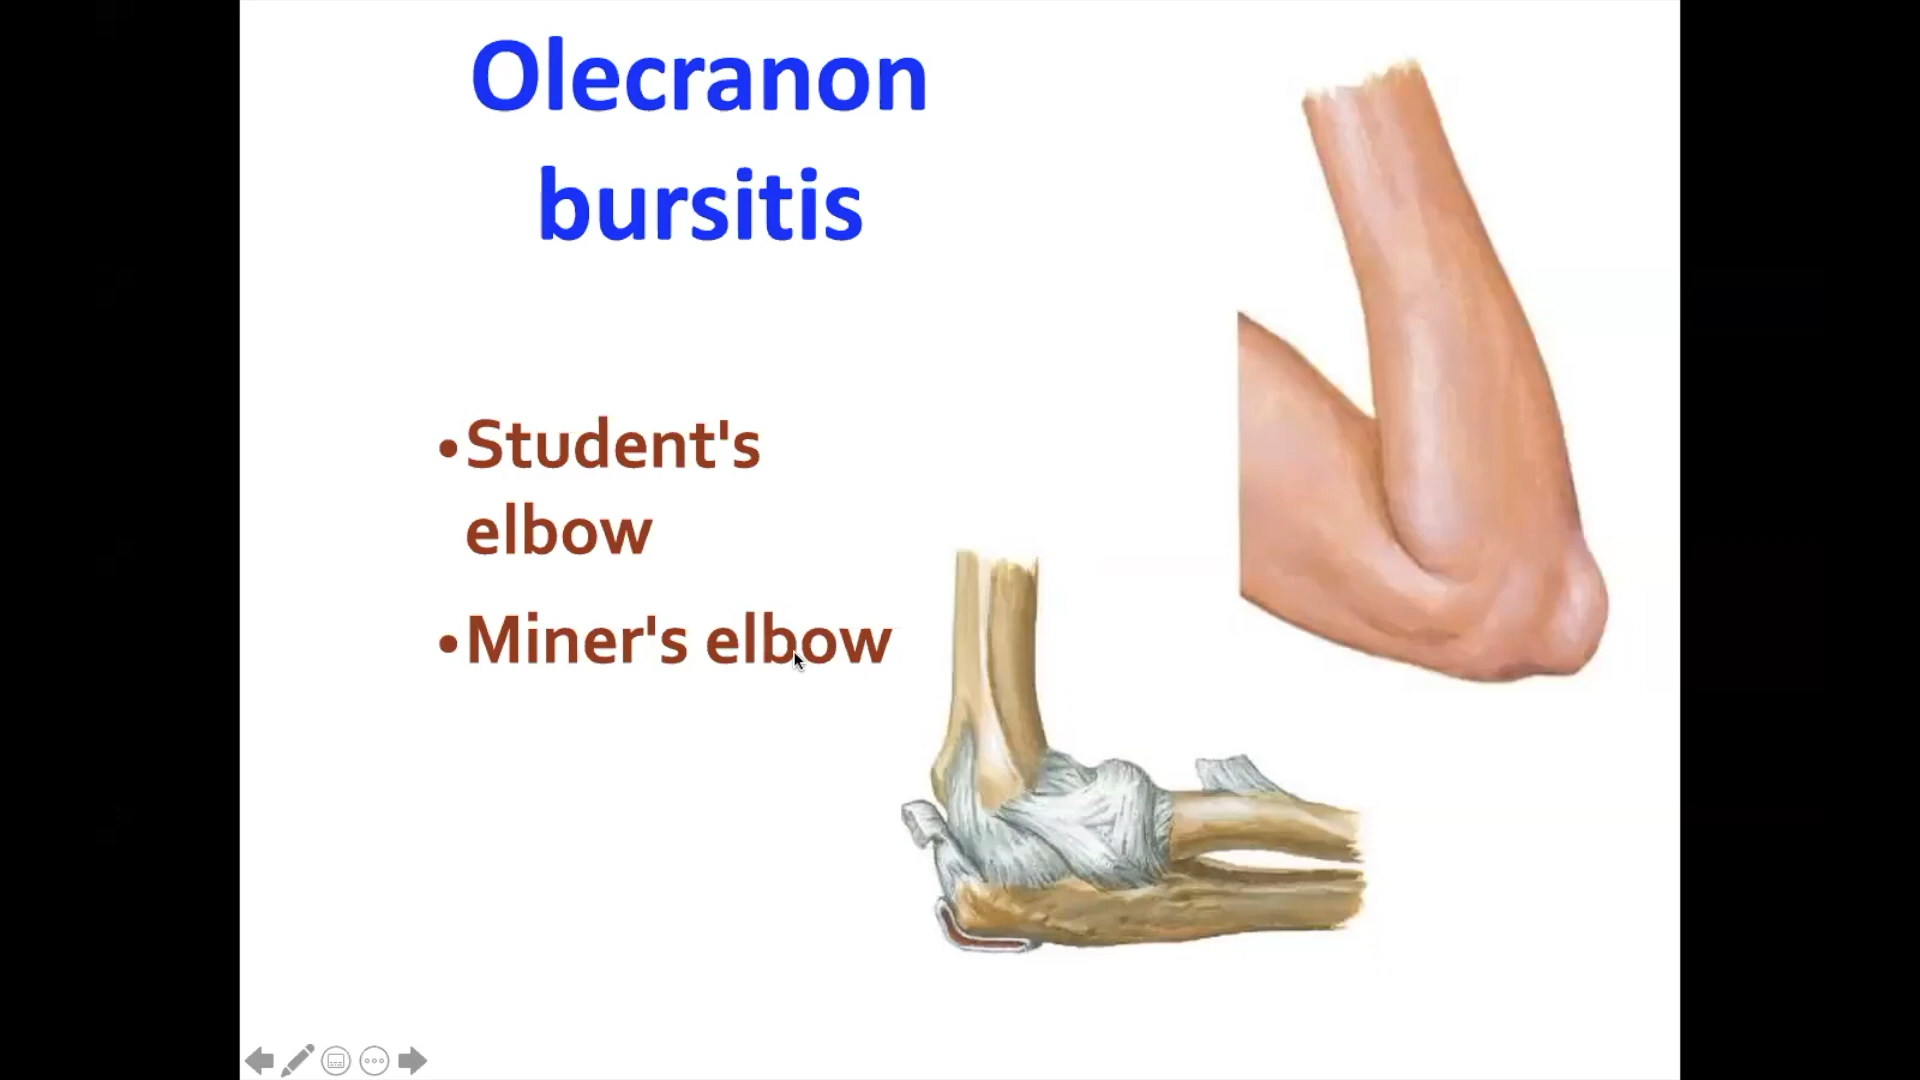 Olecranon
bursitis
•Student's
elbow
•Miner's elbow